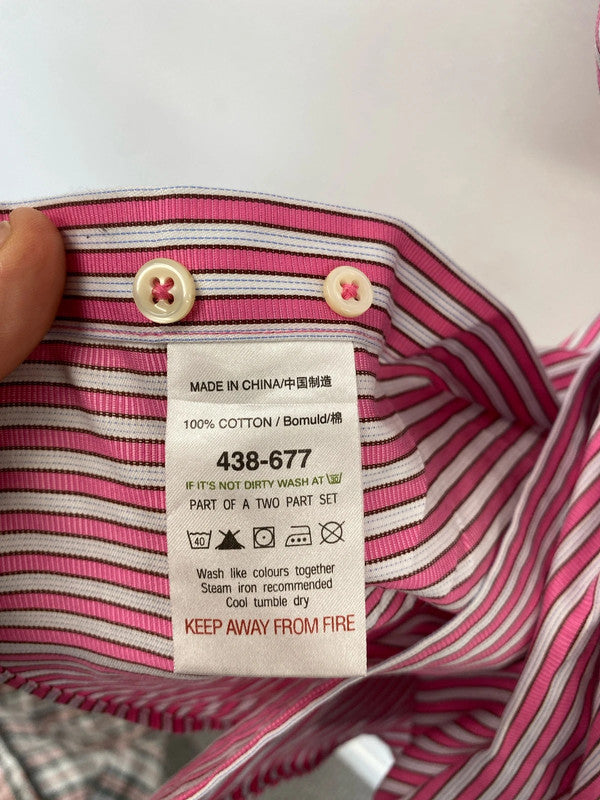 MADE IN CHINA/中国制造
100% COTTON / Bomuld/棉
438-677
IF IT'S NOT DIRTY WASH AT 30
PART OF A TWO PART SET
40
Wash like colours together
Steam iron recommended
Cool tumble dry
KEEP AWAY FROM FIRE